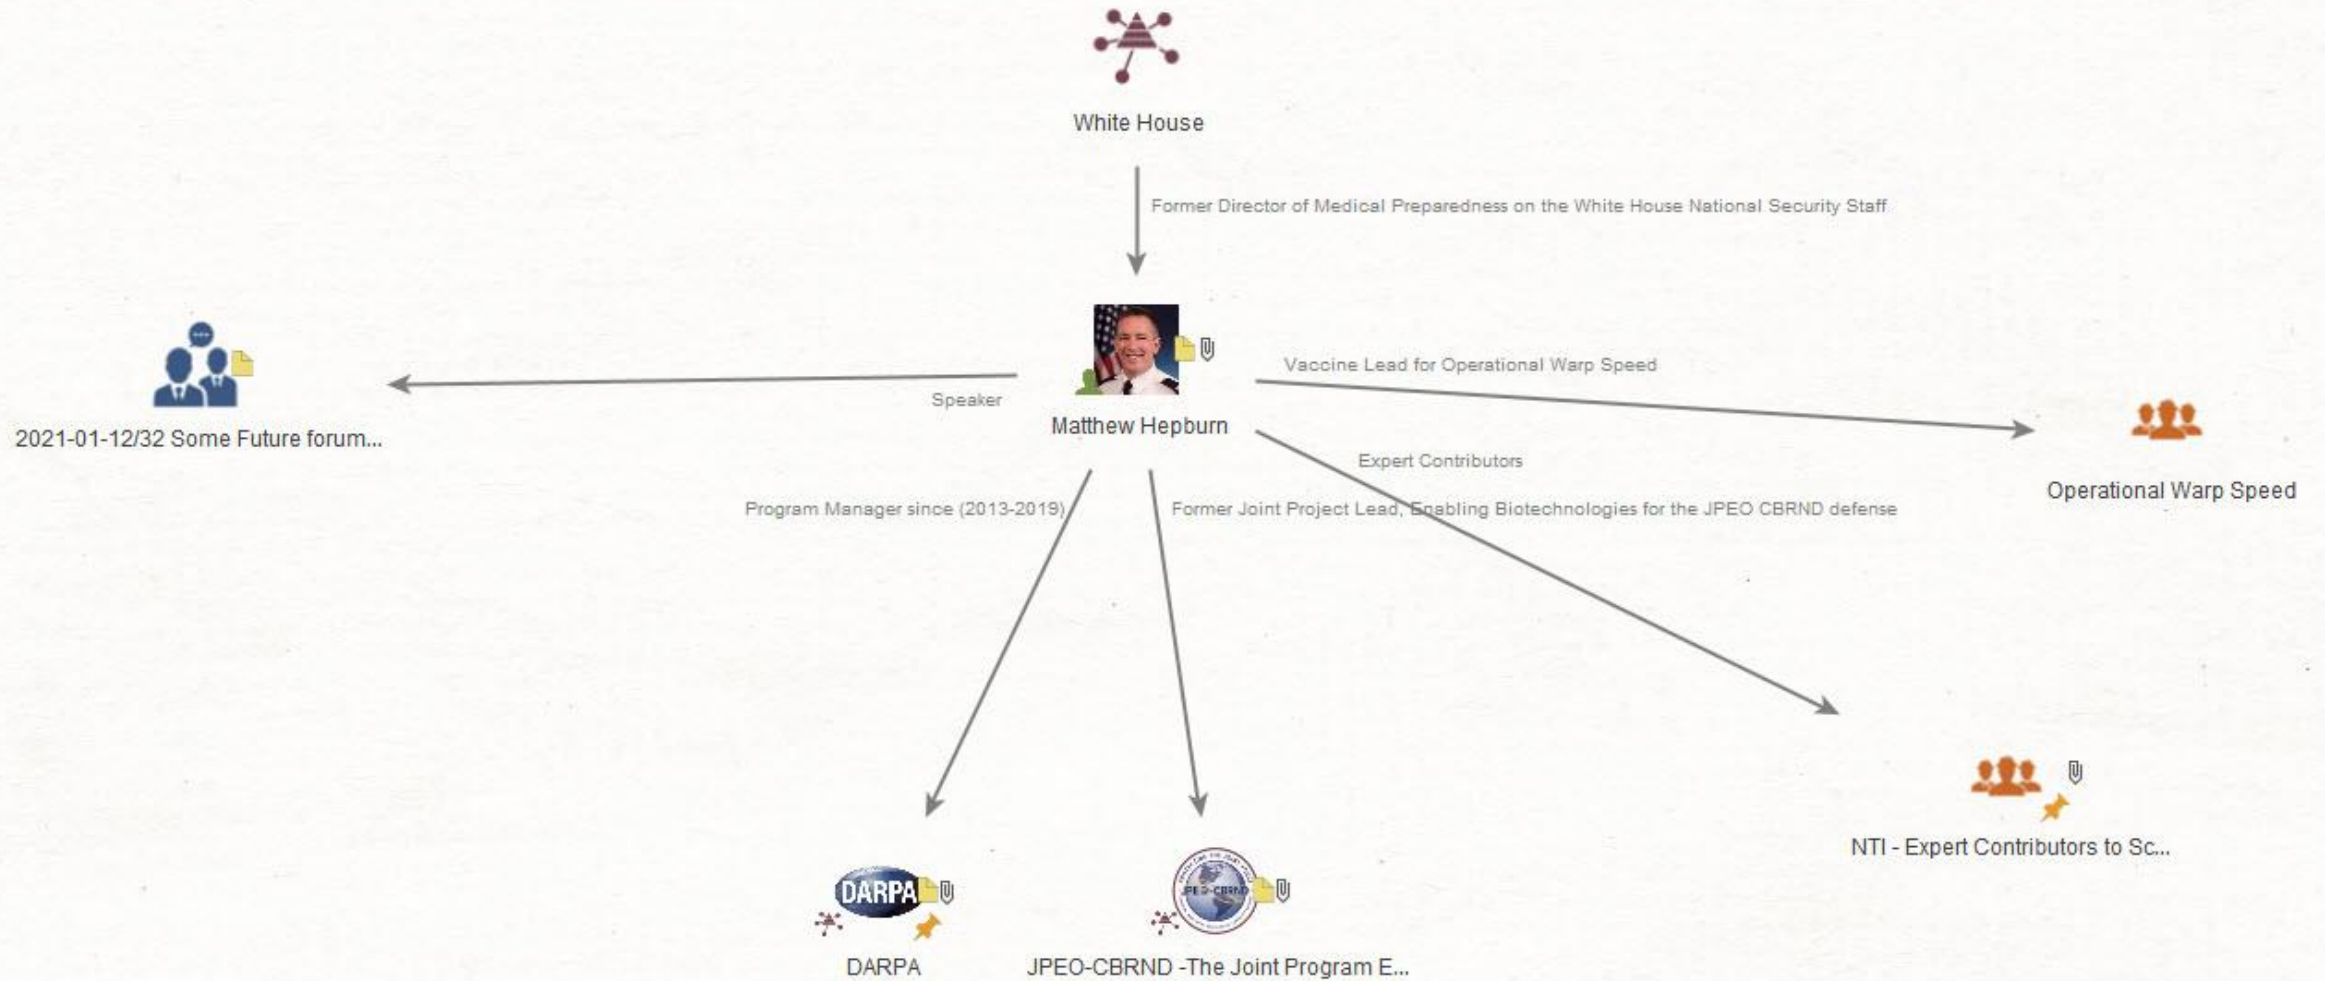 White House
Former Director of Medical Preparedness on the White House National Security Staff
Matthew Hepburn
Speaker
2021-01-12/32 Some Future forum...
Vaccine Lead for Operational Warp Speed
Operational Warp Speed
Expert Contributors
NTI - Expert Contributors to Sc...
Program Manager since (2013-2019)
Former Joint Project Lead, Enabling Biotechnologies for the JPEO CBRND defense
DARPA
DARPA
JPEO-CBRND
JPEO-CBRND -The Joint Program E...